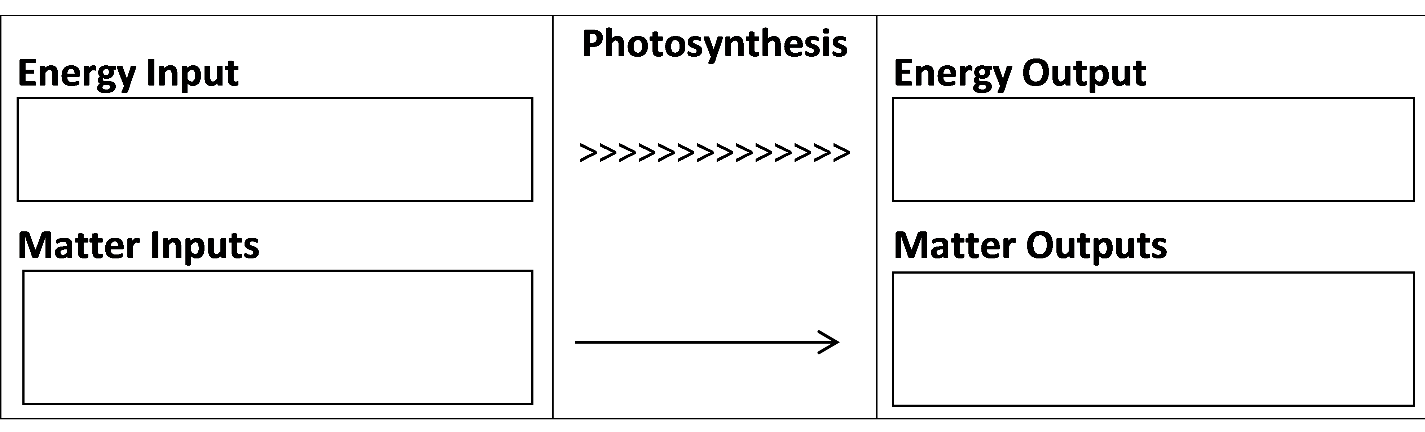 Photosynthesis
Energy Input
Energy Output
>>>>>>>>>>>>>>
Matter Inputs
Matter Outputs